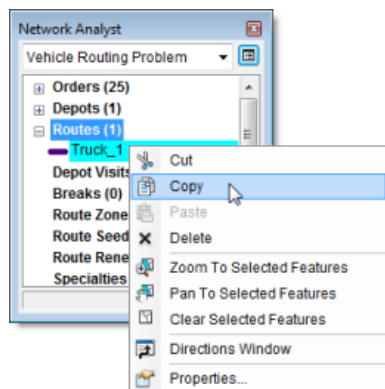 Network Analyst
Vehicle Routing Problem
Orders (25)
Depots (1)
Routes (1)
Truck_1
Depot Visits
Breaks (0)
Route Zone
Route Seed
Route Rene
Specialties
Cut
Copy
Paste
Delete
Zoom To Selected Features
Pan To Selected Features
Clear Selected Features
Directions Window
Properties...